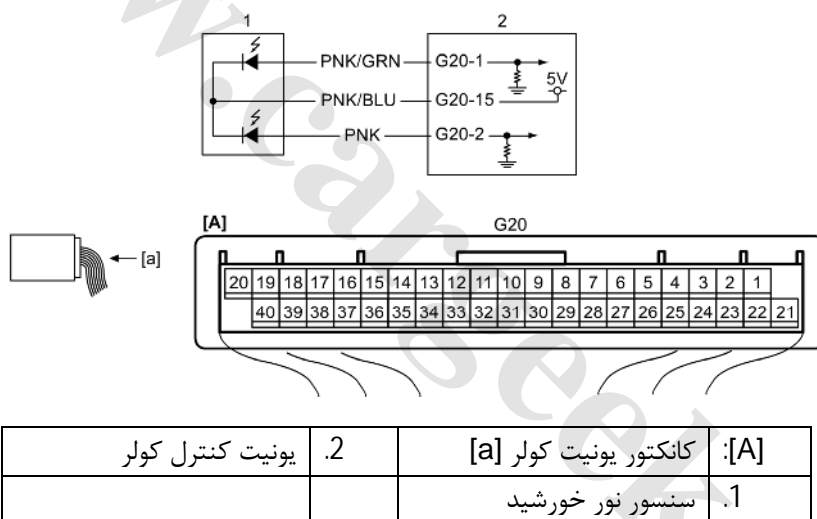 1 2
PNK/GRN G20-1
5V
PNK/BLU G20-15
PNK G20-2
[A] G20
[a]
20 19 18 17 16 15 14 13 12 11 10 9 8 7 6 5 4 3 2 1
40 39 38 37 36 35 34 33 32 31 30 29 28 27 26 25 24 23 22 21
[A]: کانکتور یونیت کولر [a] 2. یونیت کنترل کولر
1. سنسور نور خورشید